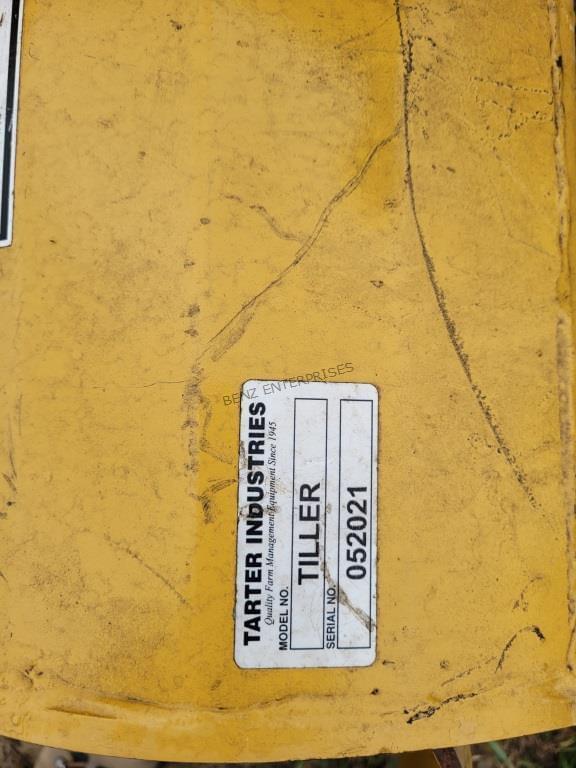 BENZ ENTERPRISES
TARTER INDUSTRIES
Quality Farm Management Equipment Since 1945
MODEL NO.
TILLER
SERIAL NO.
052021